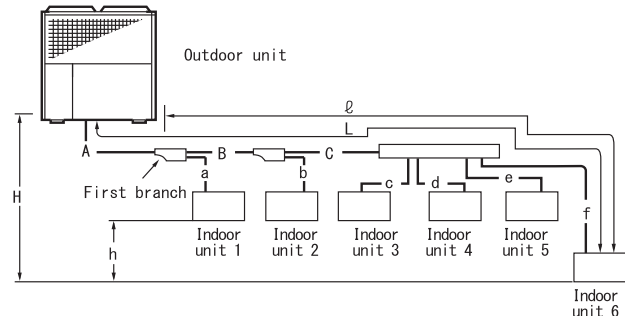 Outdoor unit
ℓ
L
A
B
C
H
First branch
a
b
c
d
e
f
h
Indoor
unit 1
Indoor
unit 2
Indoor
unit 3
Indoor
unit 4
Indoor
unit 5
Indoor
unit 6